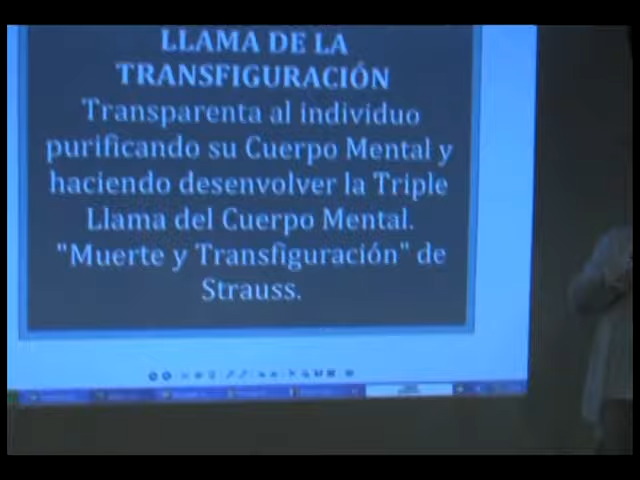 LLAMA DE LA
TRANSFIGURACIÓN
Transparenta al individuo
purificando su Cuerpo Mental y
haciendo desenvolver la Triple
Llama del Cuerpo Mental.
"Muerte y Transfiguración" de
Strauss.